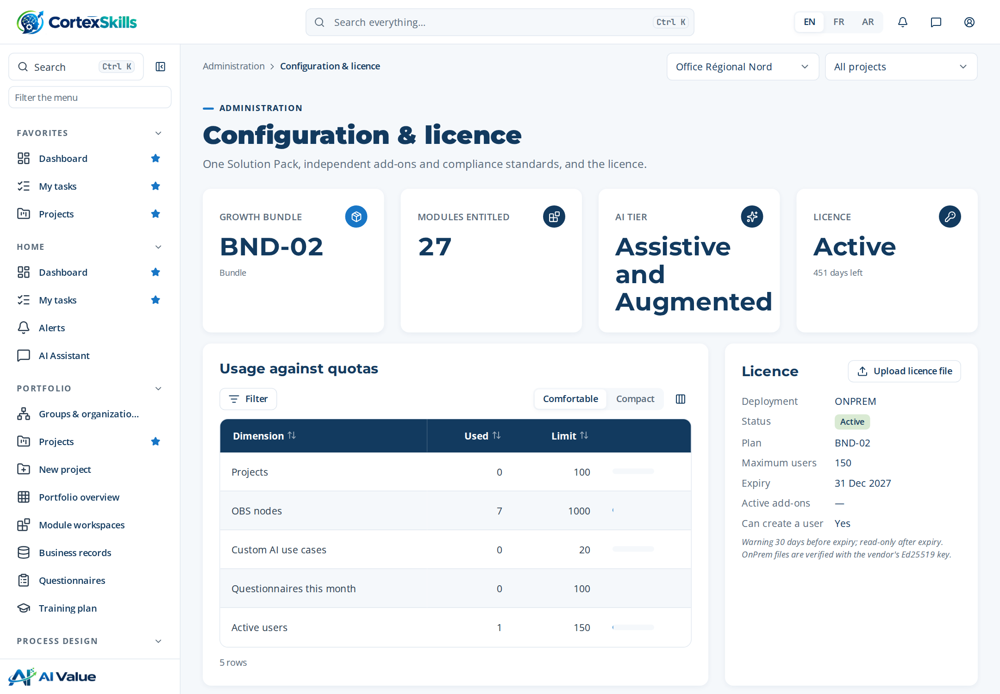 CortexSkills
Search everything...
Ctrl K
EN
FR
AR
Search
Ctrl K
Filter the menu
FAVORITES
Dashboard
My tasks
Projects
HOME
Dashboard
My tasks
Alerts
AI Assistant
PORTFOLIO
Groups & organizatio...
Projects
New project
Portfolio overview
Module workspaces
Business records
Questionnaires
Training plan
PROCESS DESIGN
AI Value
Administration > Configuration & licence
Office Régional Nord
All projects
ADMINISTRATION
Configuration & licence
One Solution Pack, independent add-ons and compliance standards, and the licence.
GROWTH BUNDLE
BND-02
Bundle
MODULES ENTITLED
27
AI TIER
Assistive
and
Augmented
LICENCE
Active
451 days left
Usage against quotas
Filter
Comfortable
Compact
Dimension Used Limit
Projects 0 100
OBS nodes 7 1000
Custom AI use cases 0 20
Questionnaires this month 0 100
Active users 1 150
5 rows
Licence
Upload licence file
Deployment ONPREM
Status Active
Plan BND-02
Maximum users 150
Expiry 31 Dec 2027
Active add-ons —
Can create a user Yes
Warning 30 days before expiry; read-only after expiry.
OnPrem files are verified with the vendor's Ed25519 key.